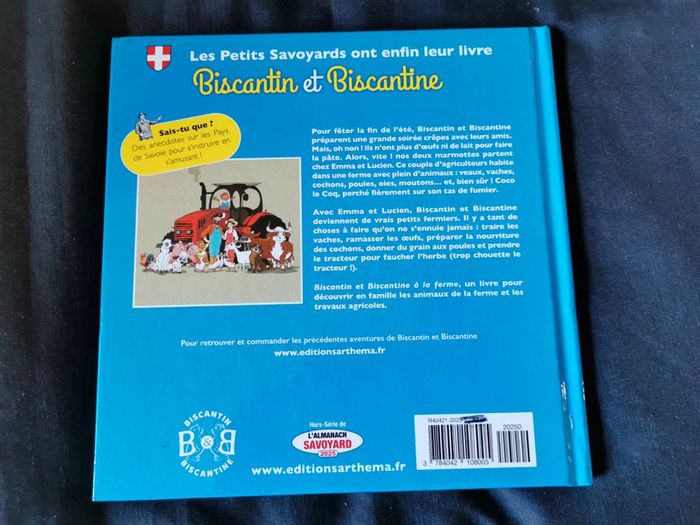 Les Petits Savoyards ont enfin leur livre
Biscantin et Biscantine
Sais-tu que ?
Des anecdotes sur les Pays
de Savoie pour s'instruire en
s'amusant !
Pour fêter la fin de l'été, Biscantin et Biscantine
préparent une grande soirée crêpes avec leurs amis.
Mais, oh non ! ils n'ont plus d'œufs ni de lait pour faire
la pâte. Alors, vite ! nos deux marmottes partent
chez Emma et Lucien. Ce couple d'agriculteurs habite
dans une ferme avec plein d'animaux : veaux, vaches,
cochons, poules, oies, moutons... et, bien sûr ! Coco
le Coq, perché fièrement sur son tas de fumier.
Avec Emma et Lucien, Biscantin et Biscantine
deviennent de vrais petits fermiers. Il y a tant de
choses à faire qu'on ne s'ennuie jamais : traire les
vaches, ramasser les œufs, préparer la nourriture
des cochons, donner du grain aux poules et prendre
le tracteur pour faucher l'herbe (trop chouette le
tracteur !).
Biscantin et Biscantine à la ferme, un livre pour
découvrir en famille les animaux de la ferme et les
travaux agricoles.
Pour retrouver et commander les précédentes aventures de Biscantin et Biscantine
www.editionsarthema.fr
BISCANTIN
B&B
BISCANTINE
Hors-Série de
L'ALMANACH
SAVOYARD
2025
www.editionsarthema.fr
R40421-2025
20250
3 784042 108005